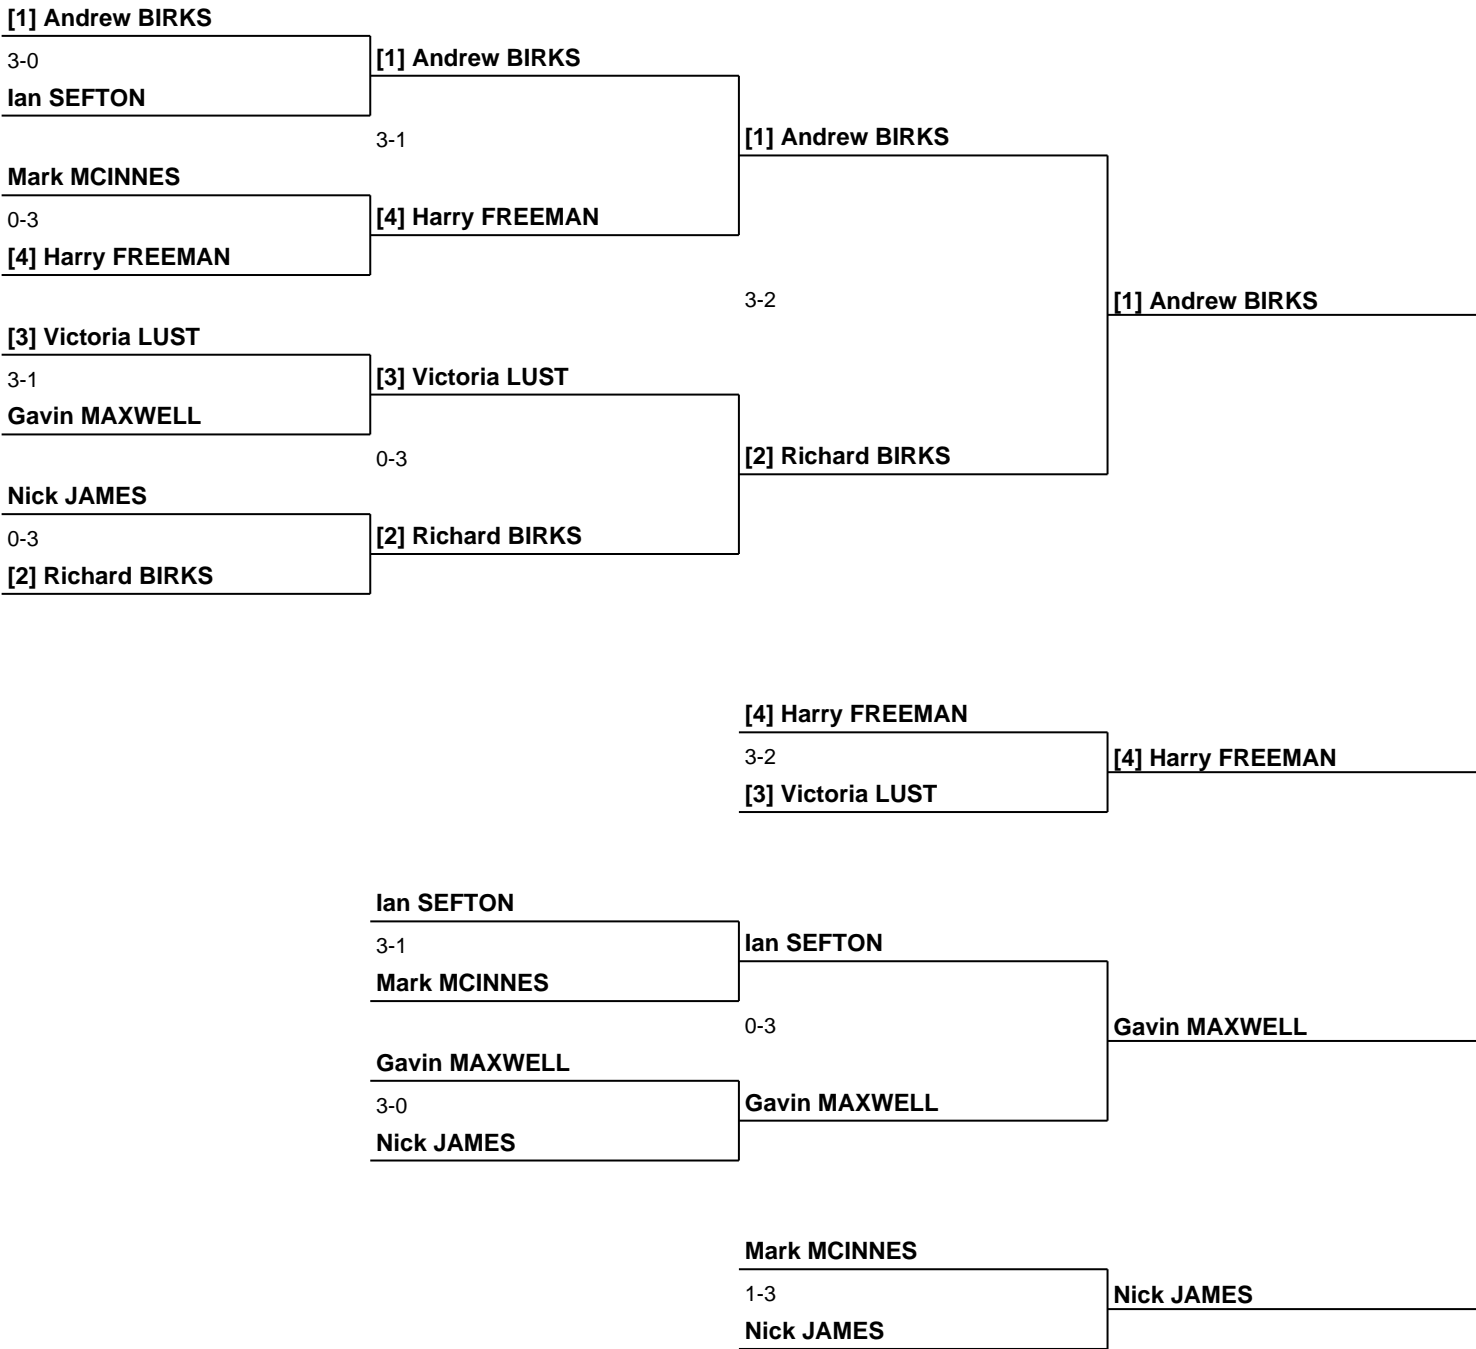 [1] Andrew BIRKS
3-0
[1] Andrew BIRKS
Ian SEFTON
3-1
[1] Andrew BIRKS
Mark MCINNES
0-3
[4] Harry FREEMAN
[4] Harry FREEMAN
3-2
[1] Andrew BIRKS
[3] Victoria LUST
3-1
[3] Victoria LUST
Gavin MAXWELL
0-3
[2] Richard BIRKS
Nick JAMES
0-3
[2] Richard BIRKS
[2] Richard BIRKS
[4] Harry FREEMAN
3-2
[4] Harry FREEMAN
[3] Victoria LUST
Ian SEFTON
3-1
Ian SEFTON
Mark MCINNES
0-3
Gavin MAXWELL
Gavin MAXWELL
3-0
Gavin MAXWELL
Nick JAMES
Mark MCINNES
1-3
Nick JAMES
Nick JAMES